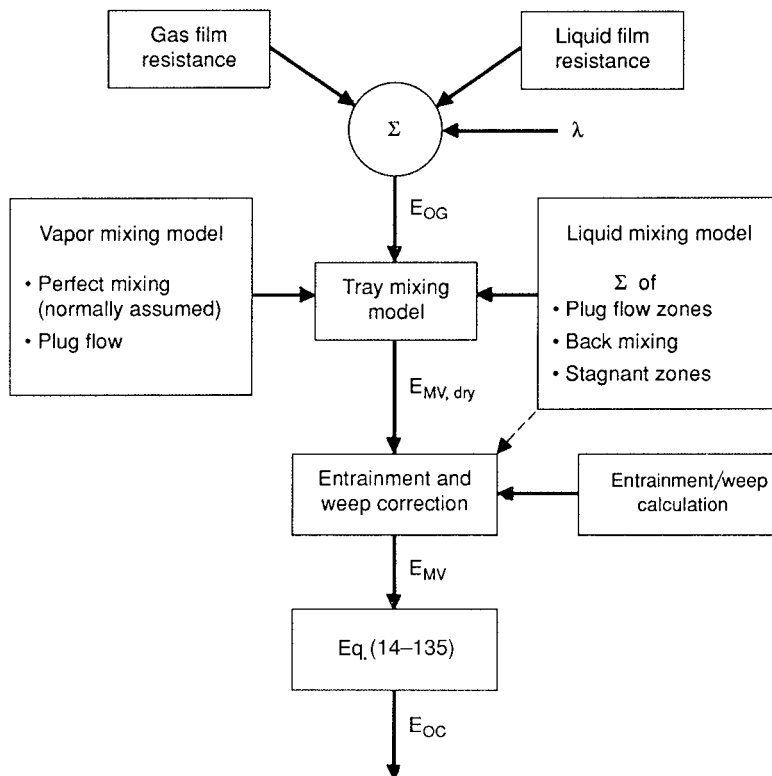 Gas film
resistance
Liquid film
resistance
Σ
λ
E_OG
Vapor mixing model
• Perfect mixing
(normally assumed)
• Plug flow
Tray mixing
model
Liquid mixing model
Σ of
• Plug flow zones
• Back mixing
• Stagnant zones
E_MV, dry
Entrainment and
weep correction
Entrainment/weep
calculation
E_MV
Eq. (14–135)
E_OC